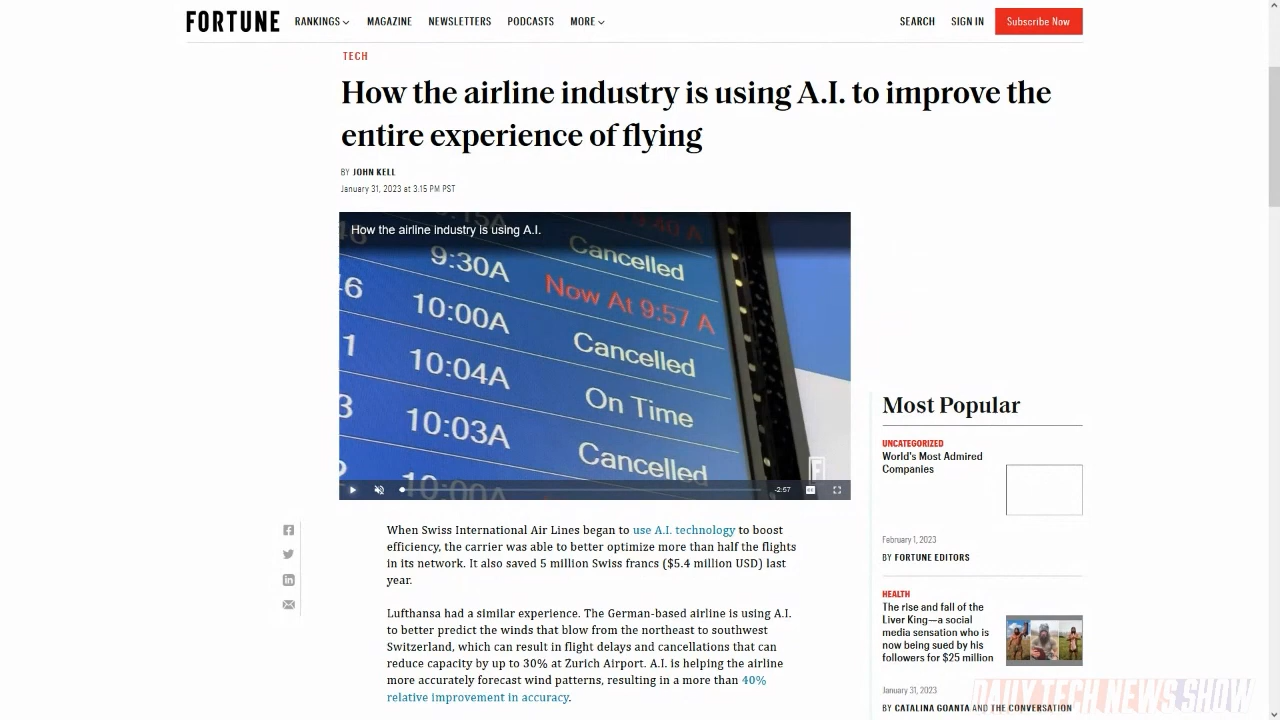 FORTUNE RANKINGS MAGAZINE NEWSLETTERS PODCASTS MORE SEARCH SIGN IN Subscribe Now
TECH
How the airline industry is using A.I. to improve the
entire experience of flying
BY JOHN KELL
January 31, 2023 at 3:15 PM PST
How the airline industry is using A.I.
Cancelled
9:30A
Now At 9:57 A
10:00A
Cancelled
10:04A
On Time
10:03A
Cancelled
10:00A
-2:57
When Swiss International Air Lines began to use A.I. technology to boost
efficiency, the carrier was able to better optimize more than half the flights
in its network. It also saved 5 million Swiss francs ($5.4 million USD) last
year.
Lufthansa had a similar experience. The German-based airline is using A.I.
to better predict the winds that blow from the northeast to southwest
Switzerland, which can result in flight delays and cancellations that can
reduce capacity by up to 30% at Zurich Airport. A.I. is helping the airline
more accurately forecast wind patterns, resulting in a more than 40%
relative improvement in accuracy.
Most Popular
UNCATEGORIZED
World's Most Admired
Companies
February 1, 2023
BY FORTUNE EDITORS
HEALTH
The rise and fall of the
Liver King—a social
media sensation who is
now being sued by his
followers for $25 million
January 31, 2023
BY CATALINA GOANTA AND THE CONVERSATION
DAILY TECH NEWS SHOW